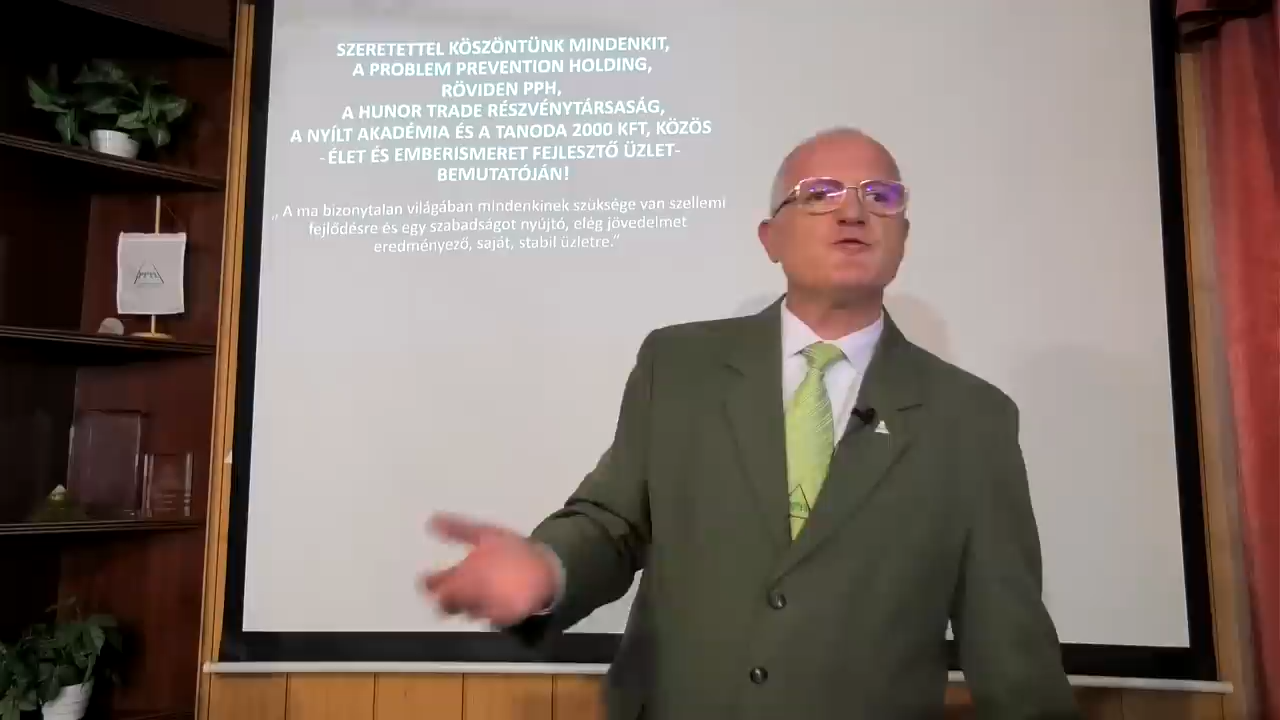 SZERETETTEL KÖSZÖNTÜNK MINDENKIT,
A PROBLEM PREVENTION HOLDING,
RÖVIDEN PPH,
A HUNOR TRADE RÉSZVÉNYTÁRSASÁG,
A NYÍLT AKADÉMIA ÉS A TANODA 2000 KFT, KÖZÖS
-ÉLET ÉS EMBERISMERET FEJLESZTŐ ÜZLET-
BEMUTATÓJÁN!
„ A ma bizonytalan világában mindenkinek szüksége van szellemi
fejlődésre és egy szabadságot nyújtó, elég jövedelmet
eredményező, saját, stabil üzletre.”